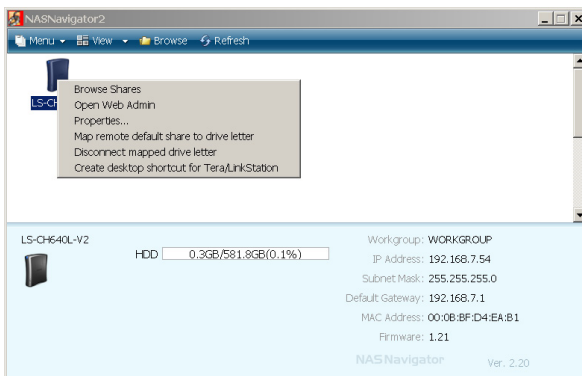 NASNavigator2
Menu View Browse Refresh
LS-CH
Browse Shares
Open Web Admin
Properties...
Map remote default share to drive letter
Disconnect mapped drive letter
Create desktop shortcut for Tera/LinkStation
LS-CH640L-V2
HDD 0.3GB/581.8GB(0.1%)
Workgroup: WORKGROUP
IP Address: 192.168.7.54
Subnet Mask: 255.255.255.0
Default Gateway: 192.168.7.1
MAC Address: 00:0B:BF:D4:EA:B1
Firmware: 1.21
NAS Navigator Ver. 2.20